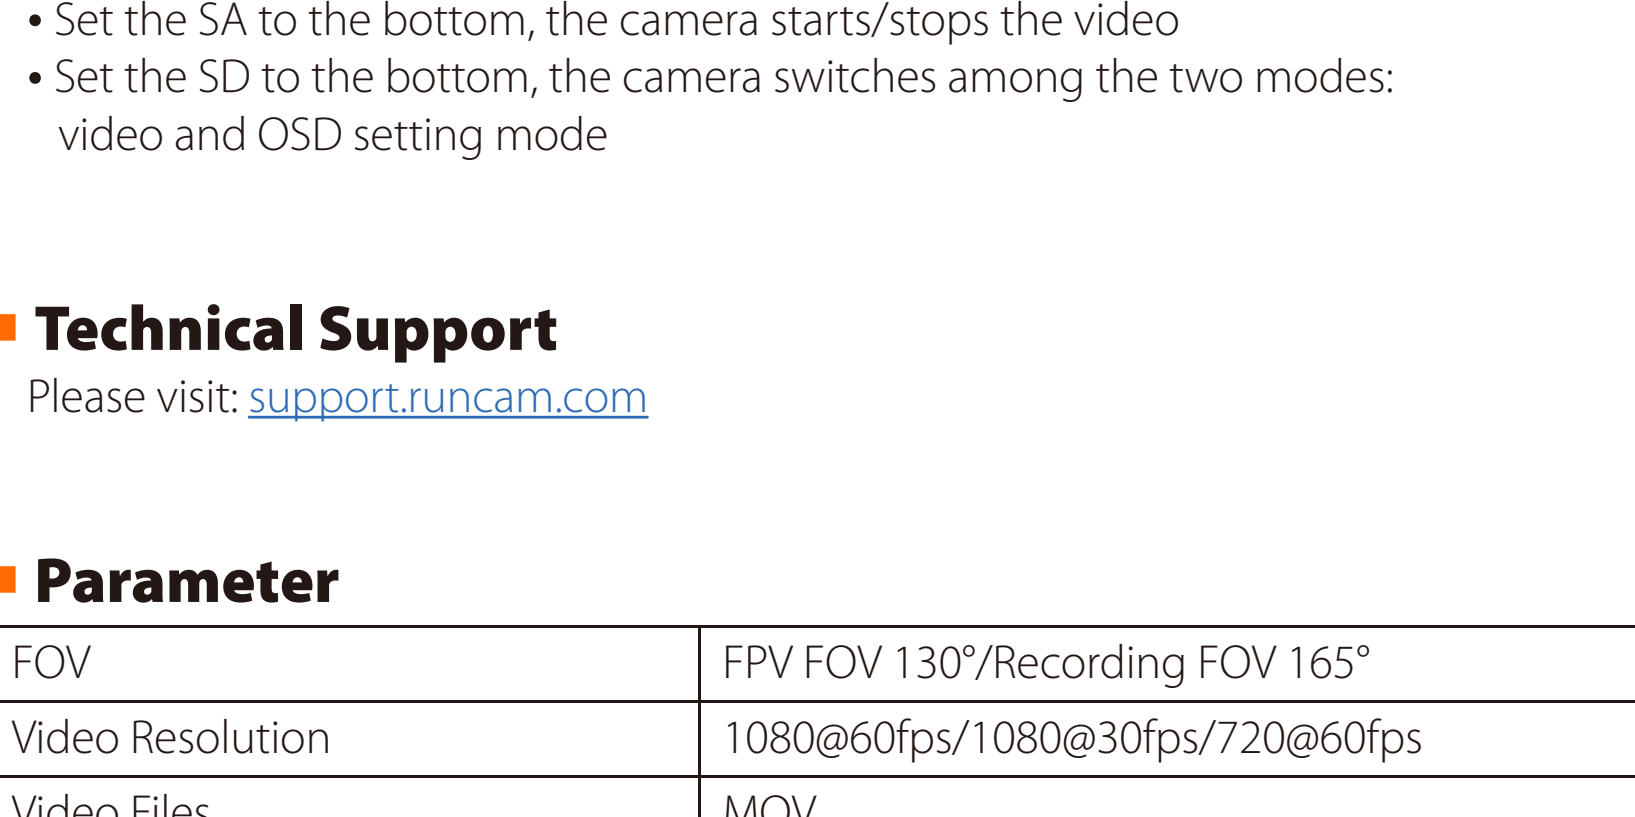 • Set the SA to the bottom, the camera starts/stops the video
• Set the SD to the bottom, the camera switches among the two modes:
video and OSD setting mode
Technical Support
Please visit: support.runcam.com
Parameter
FOV FPV FOV 130°/Recording FOV 165°
Video Resolution 1080@60fps/1080@30fps/720@60fps
Video Files MOV